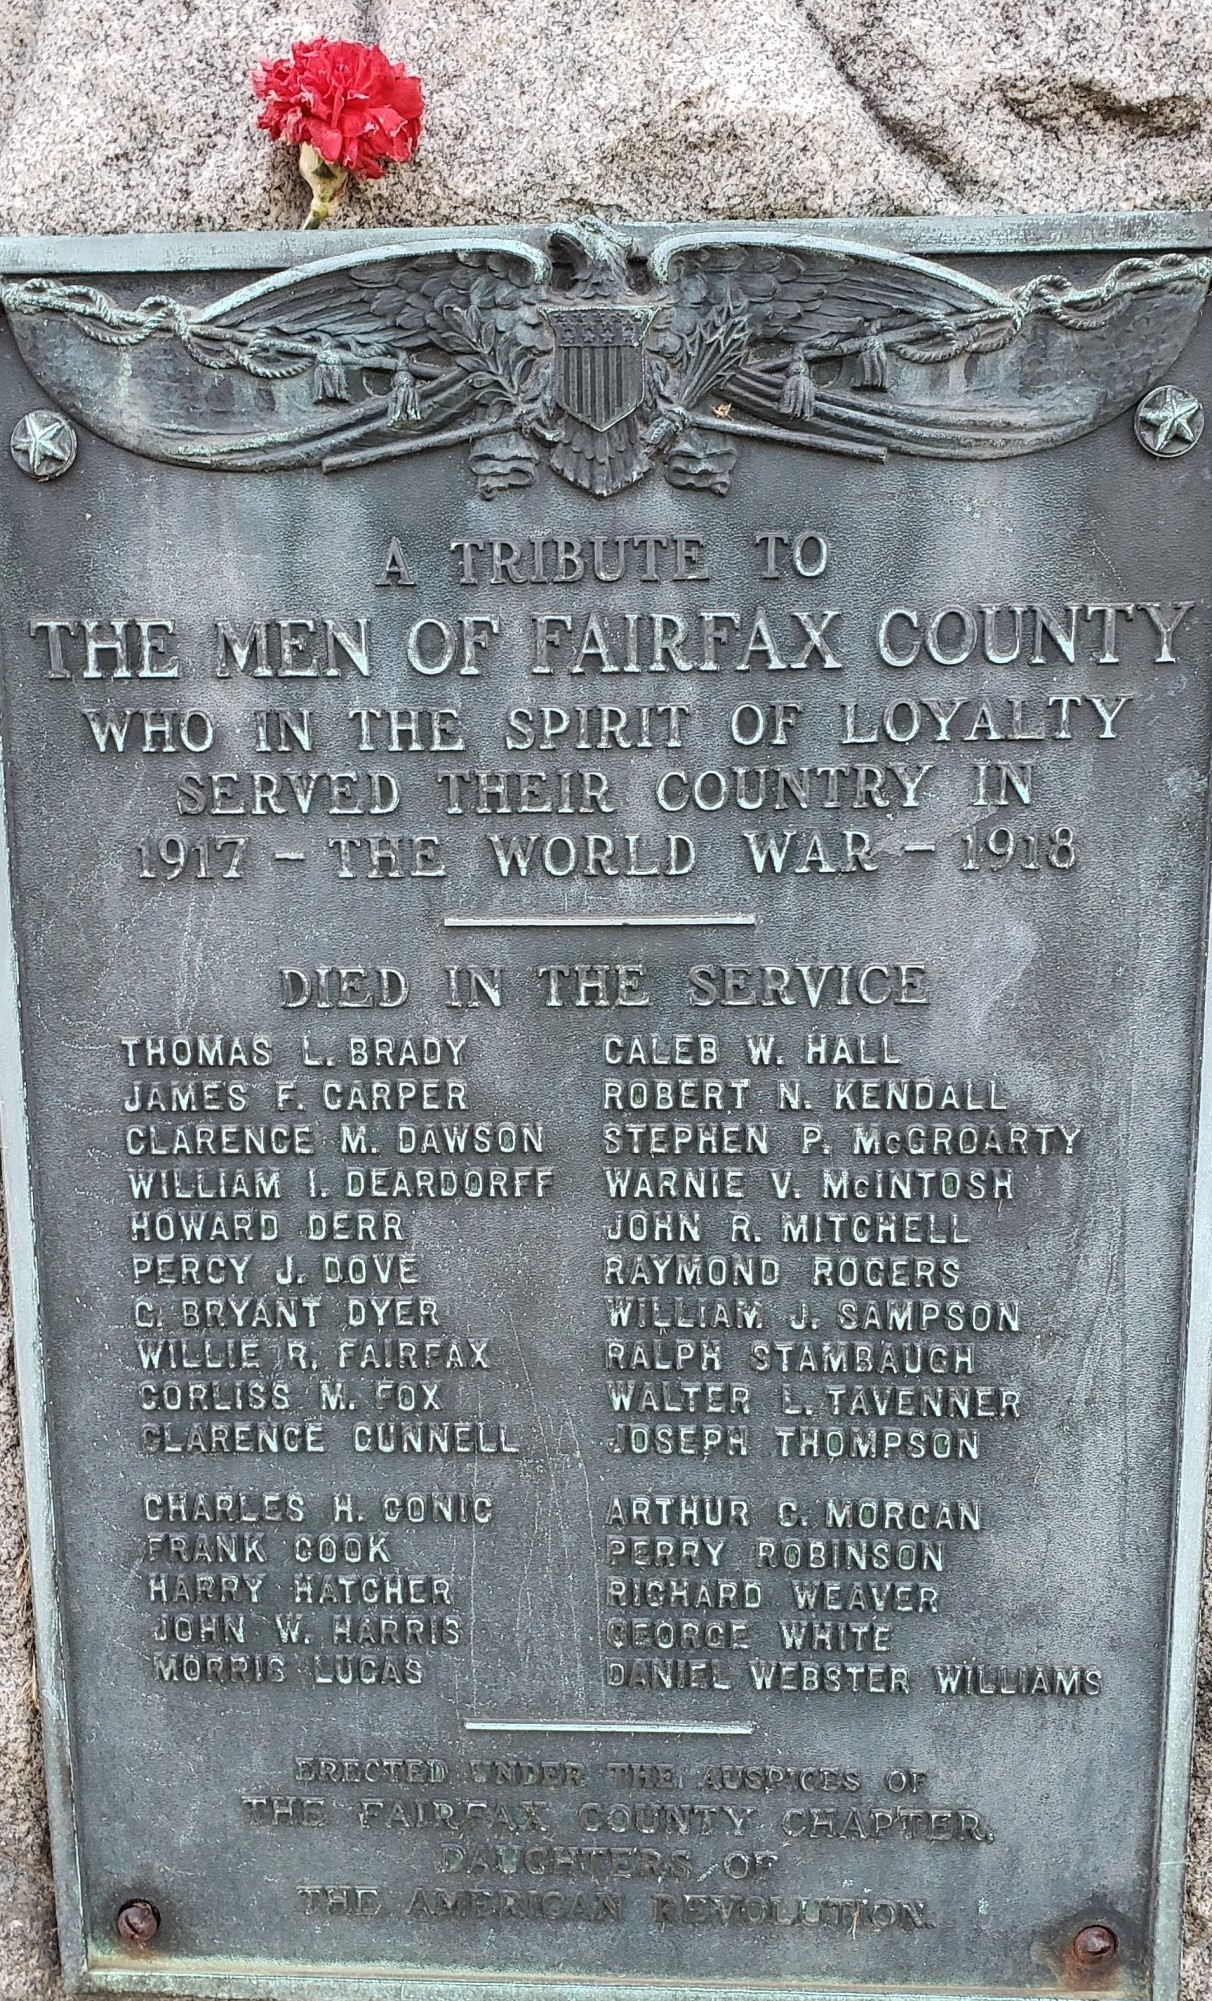 A TRIBUTE TO
THE MEN OF FAIRFAX COUNTY
WHO IN THE SPIRIT OF LOYALTY
SERVED THEIR COUNTRY IN
1917 - THE WORLD WAR - 1918
DIED IN THE SERVICE
THOMAS L. BRADY
JAMES F. CARPER
CLARENCE M. DAWSON
WILLIAM I. DEARDORFF
HOWARD DERR
PERCY J. DOVE
C. BRYANT DYER
WILLIE R. FAIRFAX
CORLISS M. FOX
CLARENCE GUNNELL
CALEB W. HALL
ROBERT N. KENDALL
STEPHEN P. McGROARTY
WARNIE V. McINTOSH
JOHN R. MITCHELL
RAYMOND ROGERS
WILLIAM J. SAMPSON
RALPH STAMBAUGH
WALTER L. TAVENNER
JOSEPH THOMPSON
CHARLES H. CONIC
FRANK COOK
HARRY HATCHER
JOHN W. HARRIS
MORRIS LUCAS
ARTHUR C. MORGAN
PERRY ROBINSON
RICHARD WEAVER
GEORGE WHITE
DANIEL WEBSTER WILLIAMS
ERECTED UNDER THE AUSPICES OF
THE FAIRFAX COUNTY CHAPTER,
DAUGHTERS OF
THE AMERICAN REVOLUTION.